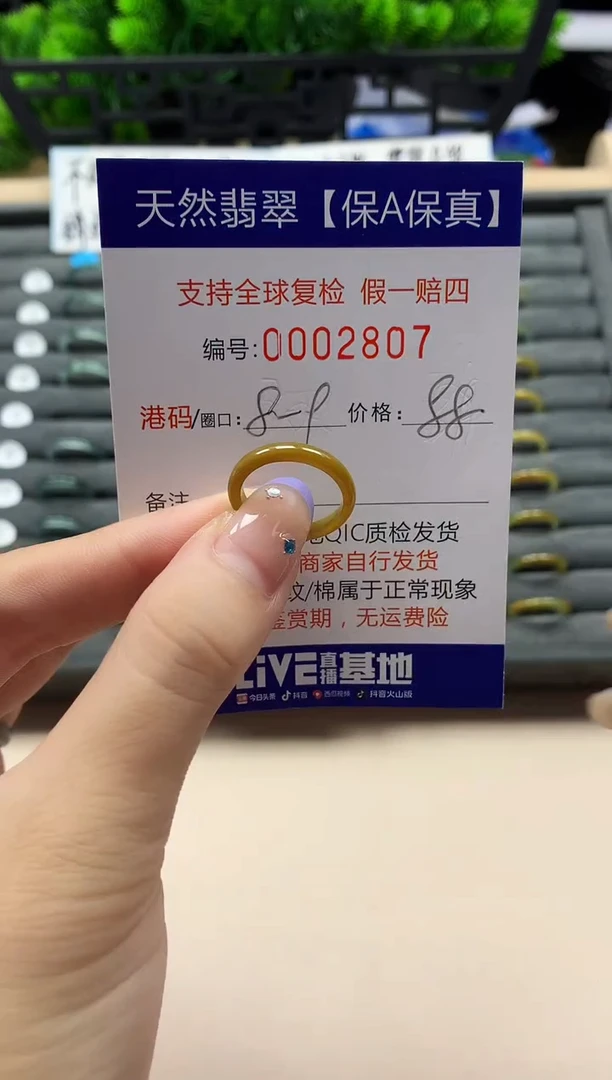 天然翡翠【保A保真】
支持全球复检 假一赔四
编号:0002807
港码/圈口: 8-9 价格: 88
备注
QIC质检发货
商家自行发货
纹/棉属于正常现象
鉴赏期，无运费险
LiVE直播基地
今日头条 抖音 西瓜视频 抖音火山版